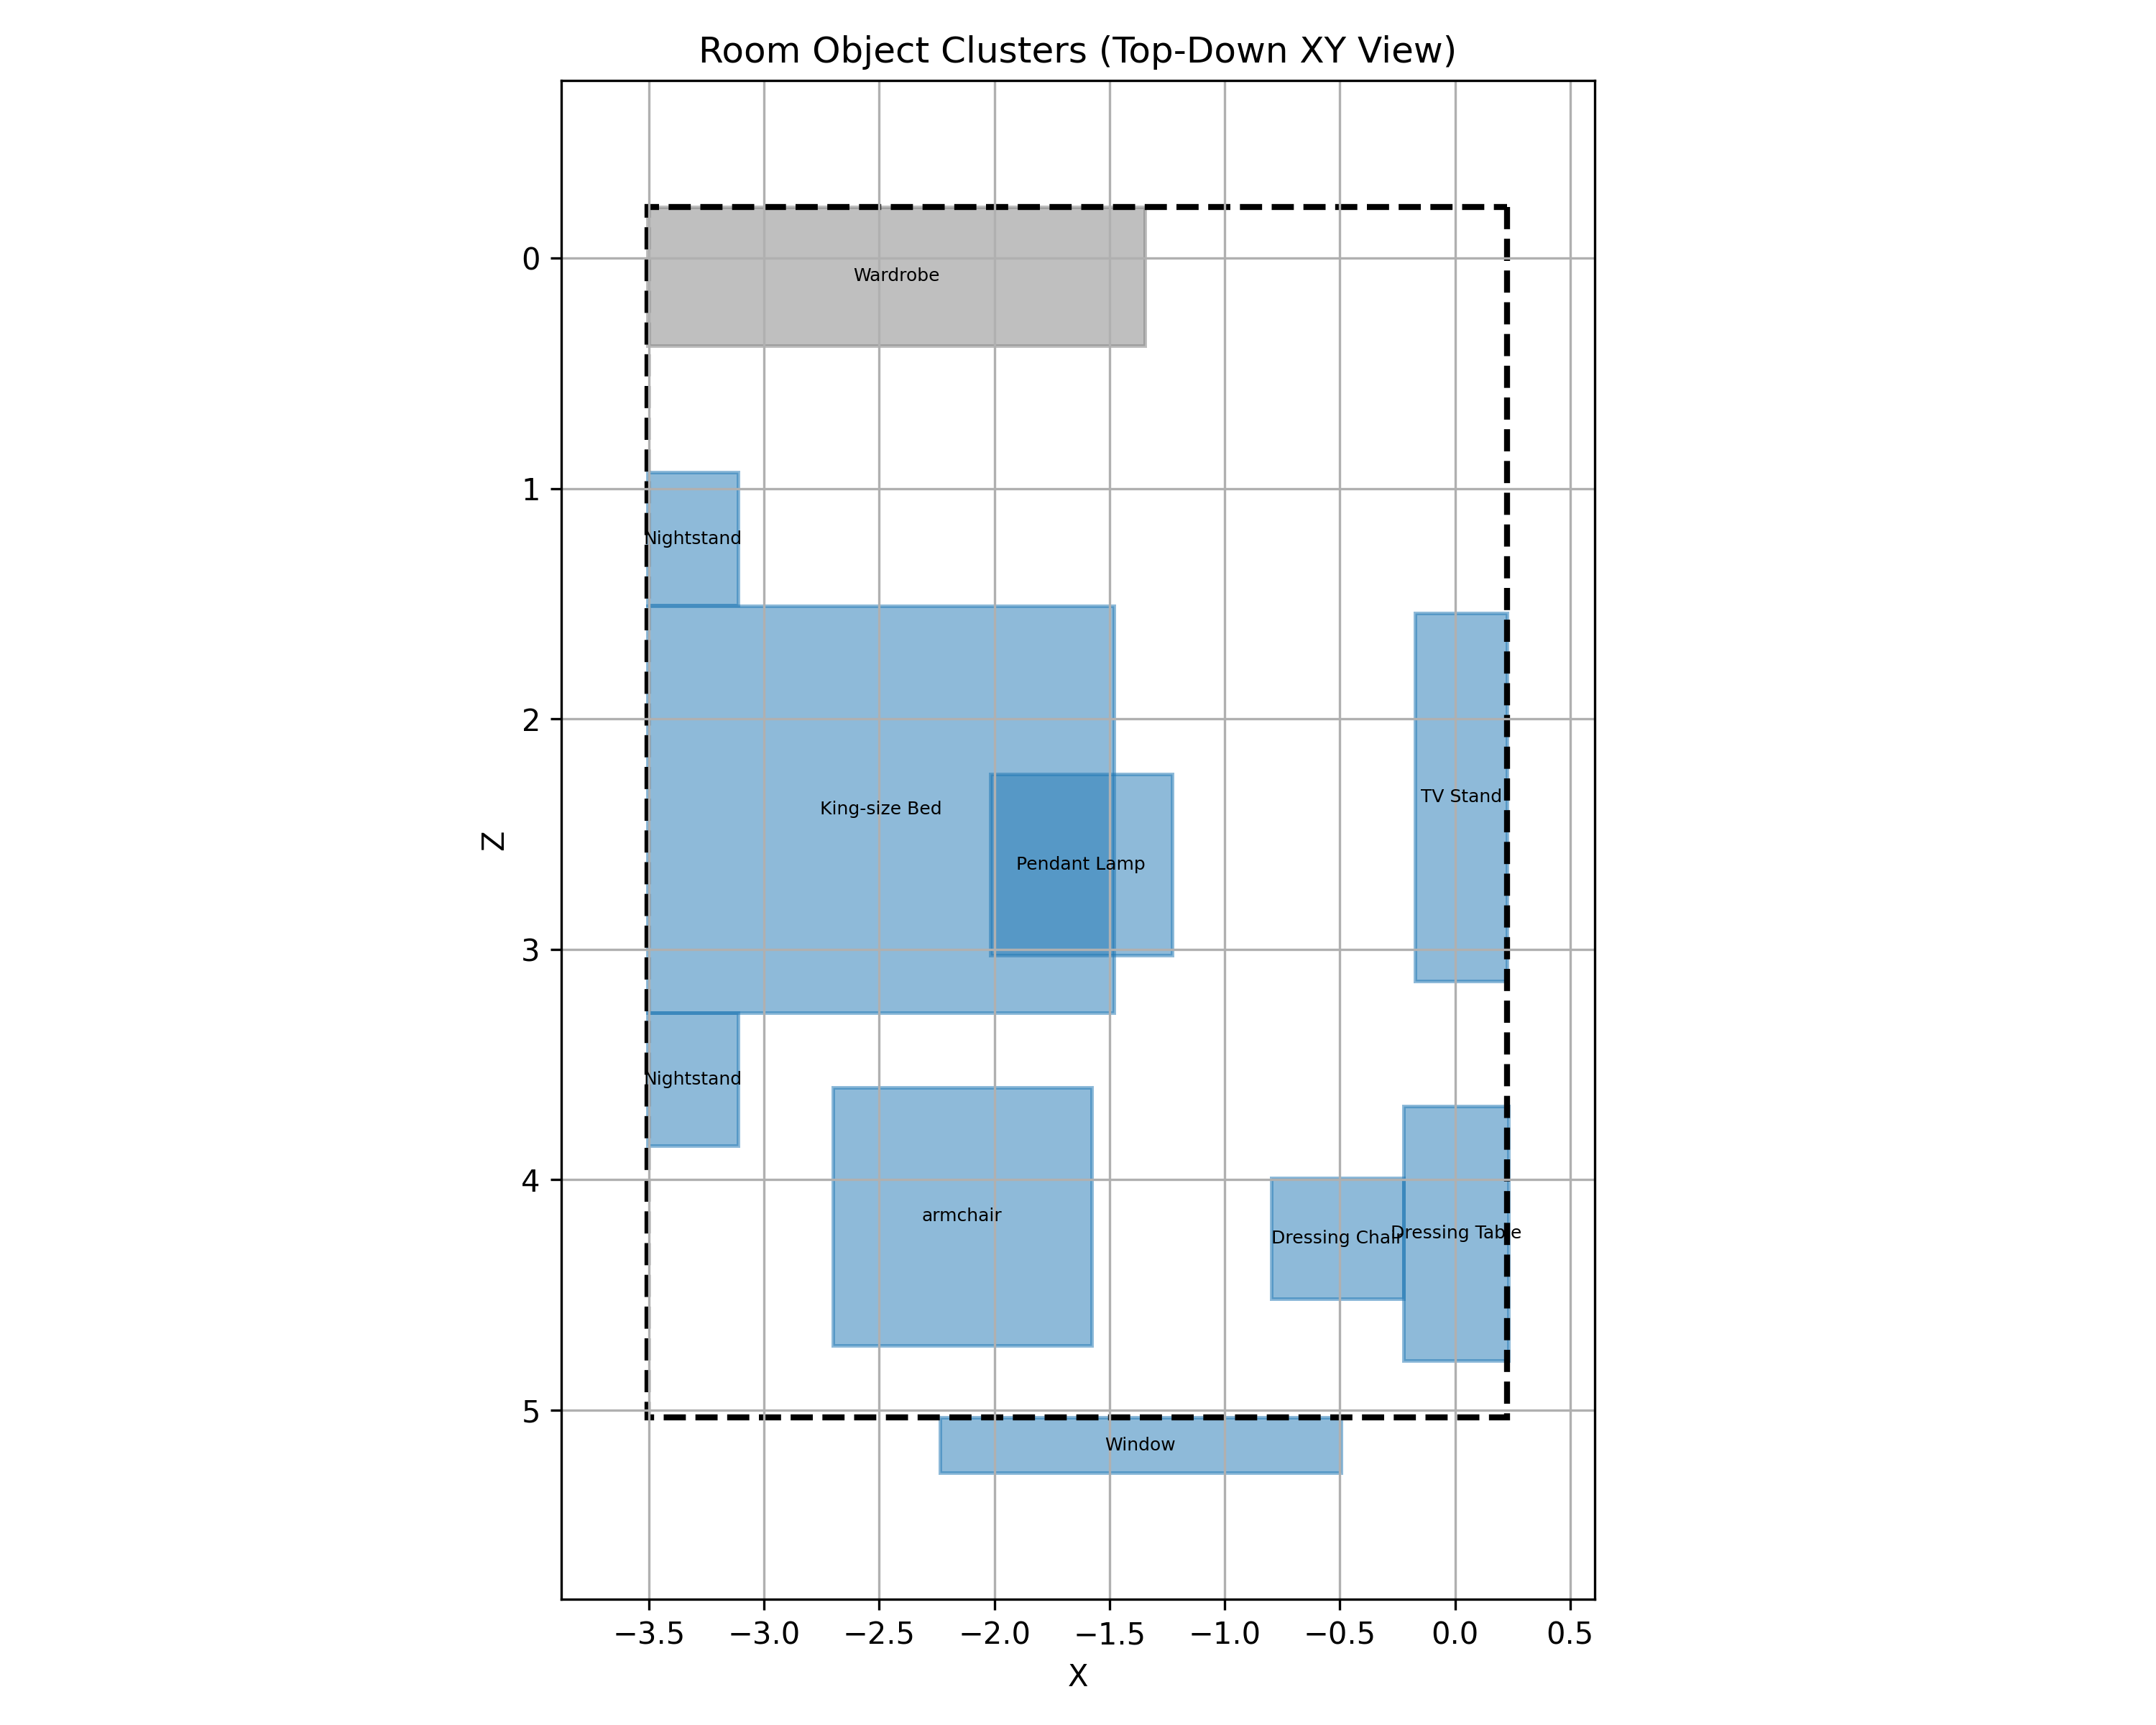 Room Object Clusters (Top-Down XY View)
0
Wardrobe
1
Nightstand
2
TV Stand
King-size Bed
Z
Pendant Lamp
3
Nightstand
4
armchair
Dressing Chair
Dressing Table
5
Window
−3.5
−3.0
−2.5
−2.0
−1.5
−1.0
−0.5
0.0
0.5
X